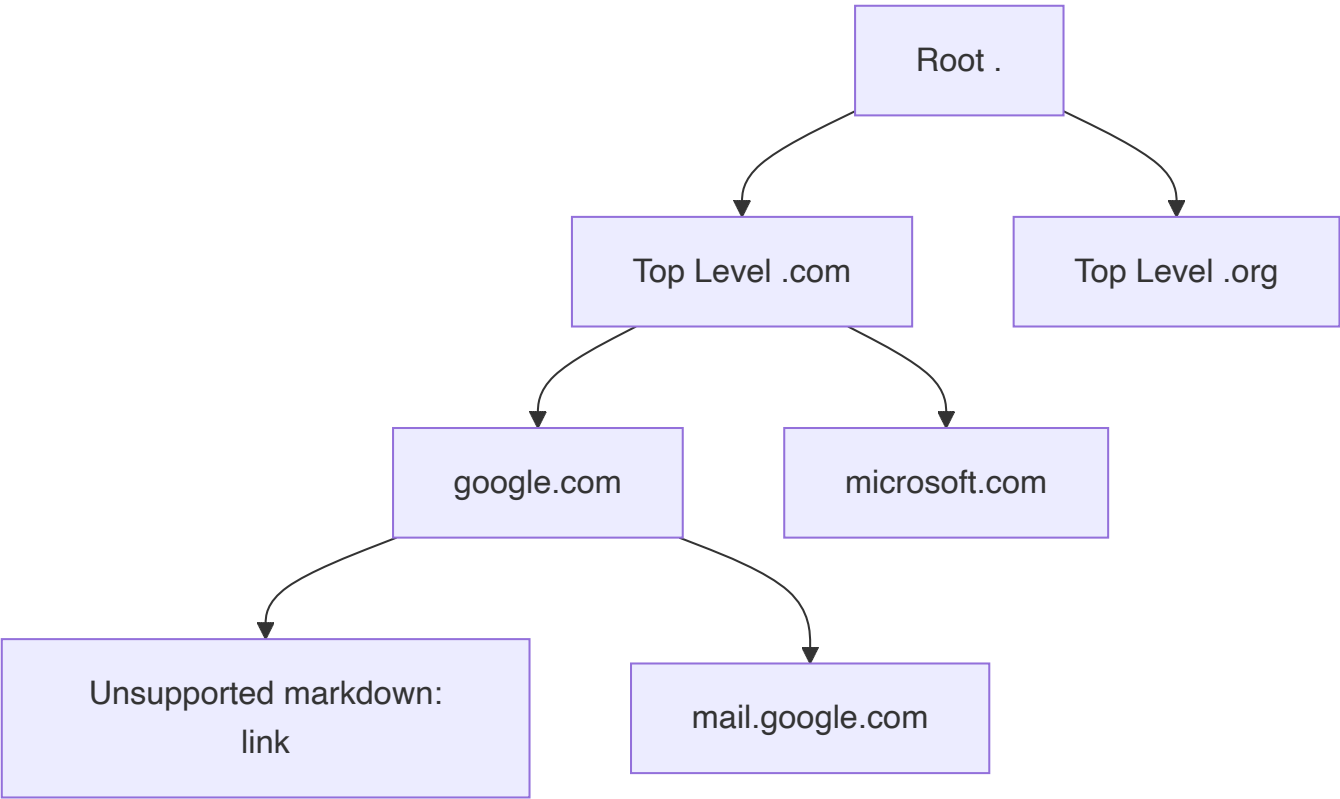 Root .
Top Level .com
Top Level .org
google.com
microsoft.com
Unsupported markdown:
link
mail.google.com